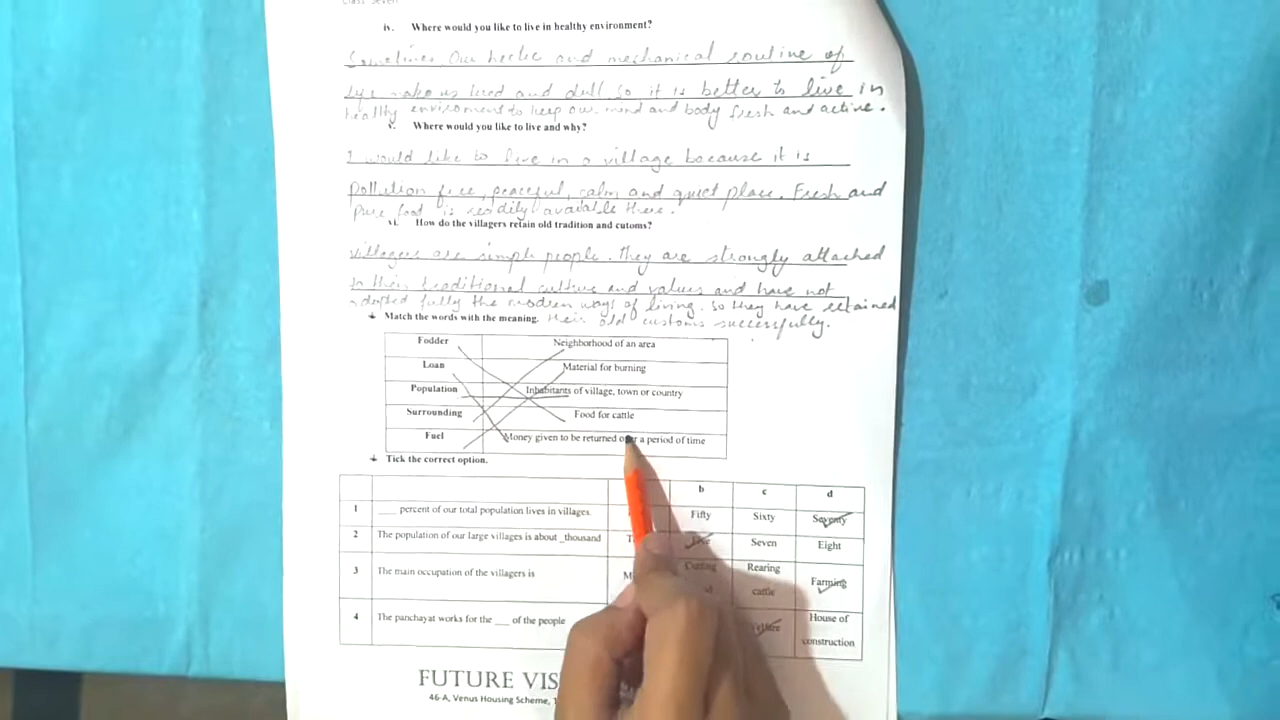 Class Seven
iv. Where would you like to live in healthy environment?
Sometimes Our hectic and mechanical routine of
life makes us tired and dull. So it is better to live in
healthy enviroment to keep our mind and body fresh and active.
v. Where would you like to live and why?
I would like to live in a village because it is
Pollution free, peaceful, calm and quiet place. Fresh and
Pure food is readily available there.
vi. How do the villagers retain old tradition and cutoms?
villagers are simple people. they are strongly attached
to their traditional culture and values and have not
adopted fully the modren ways of living. so they have retained
Match the words with the meaning. their old customs successfully.
Fodder Neighborhood of an area
Loan Material for burning
Population Inhabitants of village, town or country
Surrounding Food for cattle
Fuel Money given to be returned over a period of time
Tick the correct option.
b c d
1 ___ percent of our total population lives in villages. Fifty Sixty Seventy
2 The population of our large villages is about _thousand Five Seven Eight
3 The main occupation of the villagers is Cutting Rearing cattle Farming
4 The panchayat works for the ___ of the people Welfare House of construction
FUTURE VIS
46-A, Venus Housing Scheme,